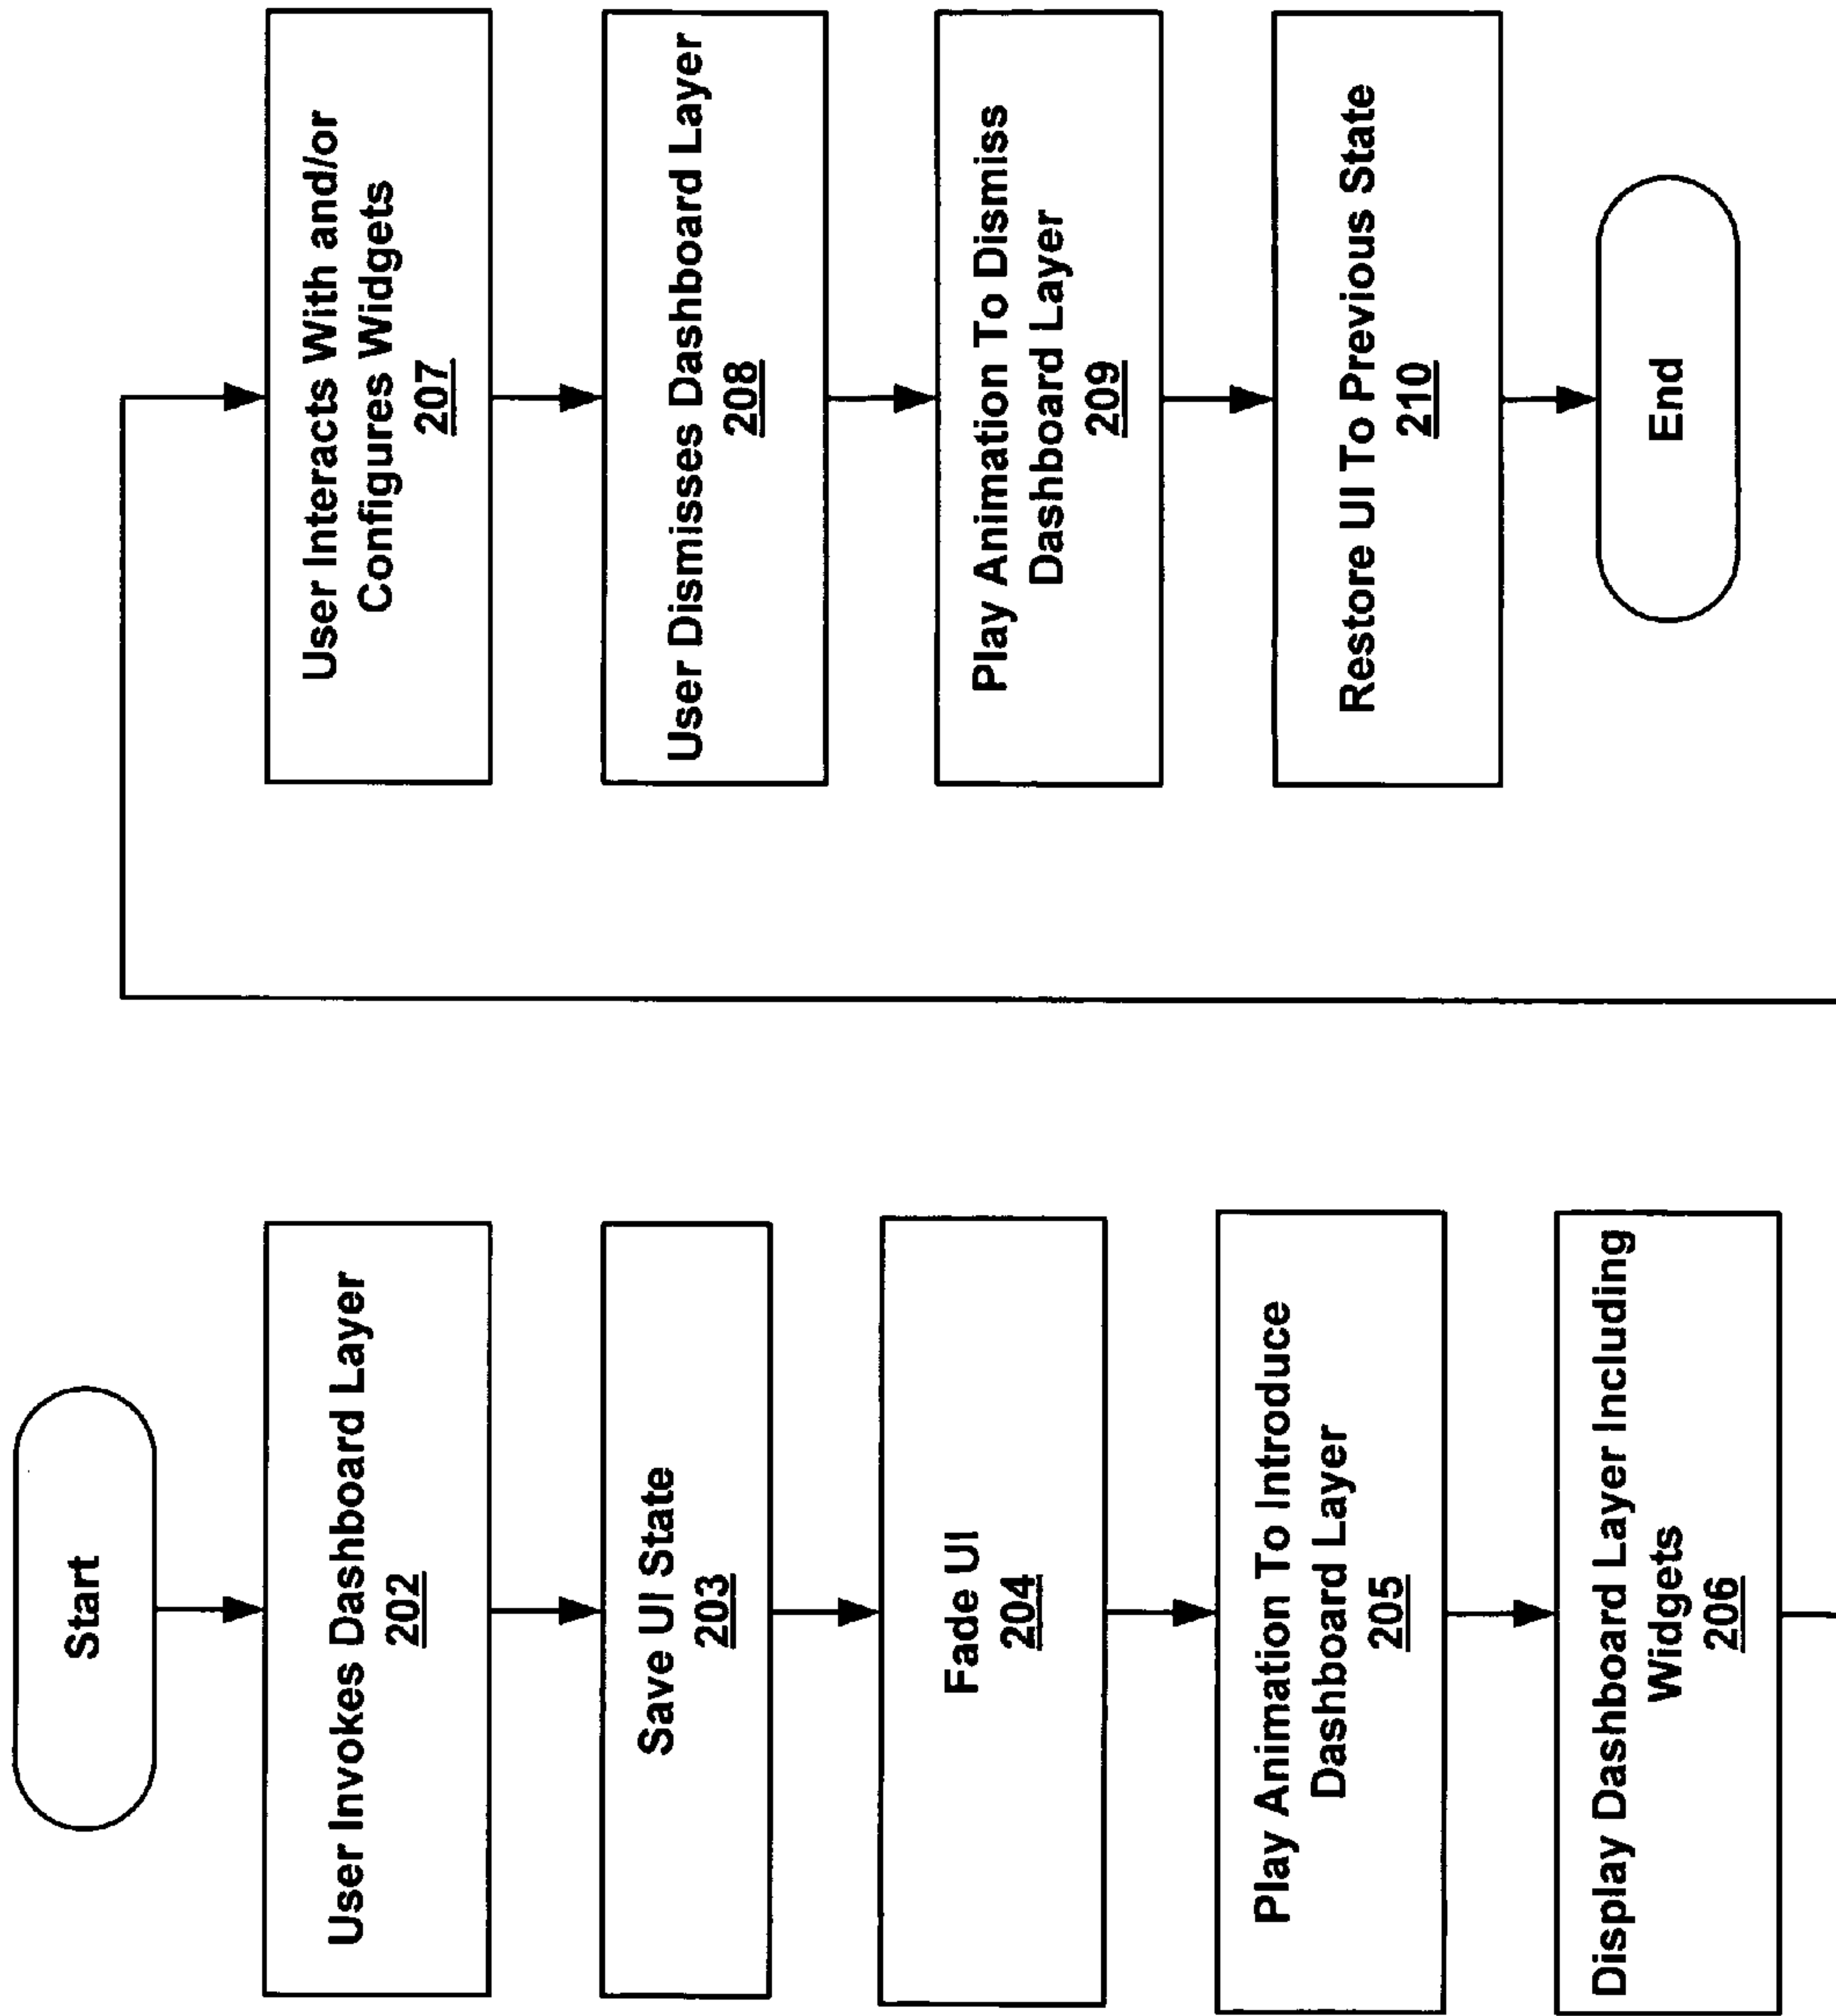 Start
User Invokes Dashboard Layer
202
Save UI State
203
Fade UI
204
Play Animation To Introduce
Dashboard Layer
205
Display Dashboard Layer Including
Widgets
206
User Interacts With and/or
Configures Widgets
207
User Dismisses Dashboard Layer
208
Play Animation To Dismiss
Dashboard Layer
209
Restore UI To Previous State
210
End